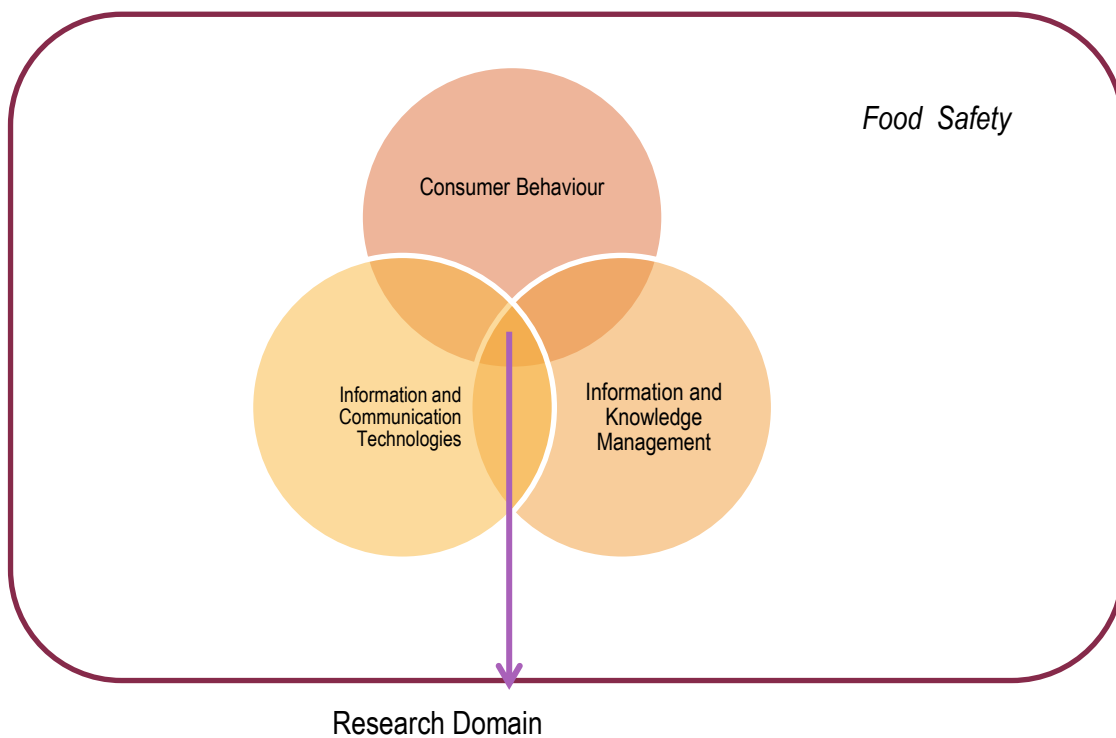 Food Safety
Consumer Behaviour
Information and
Communication
Technologies
Information and
Knowledge
Management
Research Domain